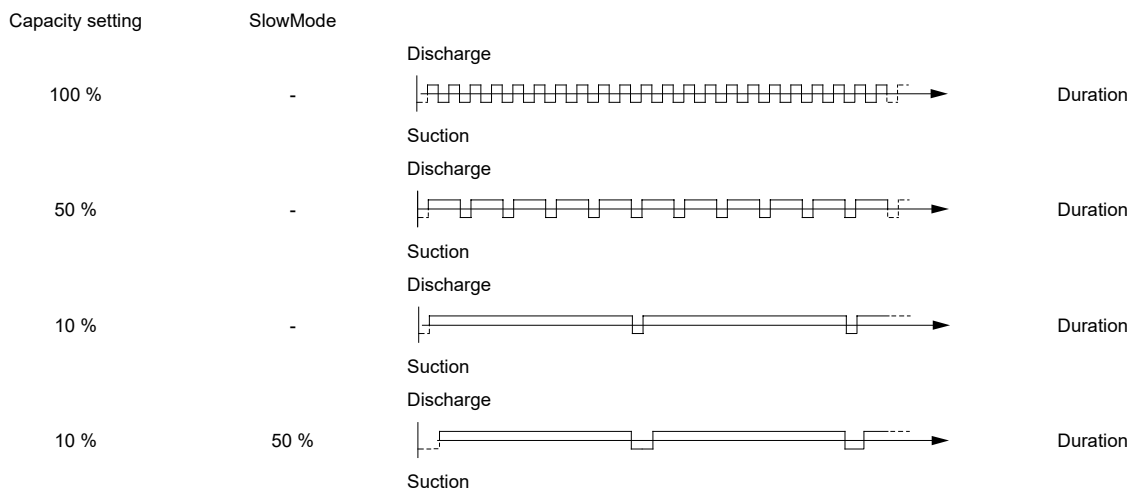 Capacity setting SlowMode
Discharge
100 % - Duration
Suction
Discharge
50 % - Duration
Suction
Discharge
10 % - Duration
Suction
Discharge
10 % 50 % Duration
Suction